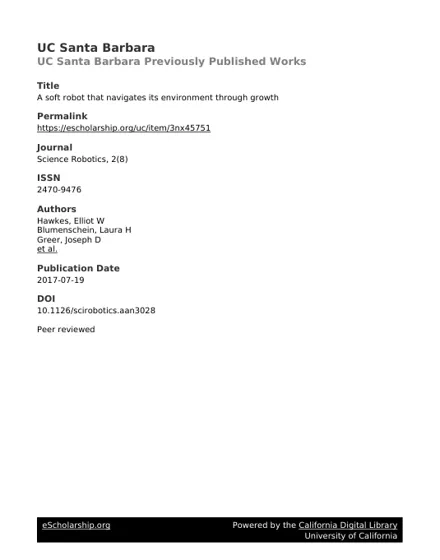 UC Santa Barbara
UC Santa Barbara Previously Published Works
Title
A soft robot that navigates its environment through growth
Permalink
https://escholarship.org/uc/item/3nx45751
Journal
Science Robotics, 2(8)
ISSN
2470-9476
Authors
Hawkes, Elliot W
Blumenschein, Laura H
Greer, Joseph D
et al.
Publication Date
2017-07-19
DOI
10.1126/scirobotics.aan3028
Peer reviewed
eScholarship.org
Powered by the California Digital Library
University of California